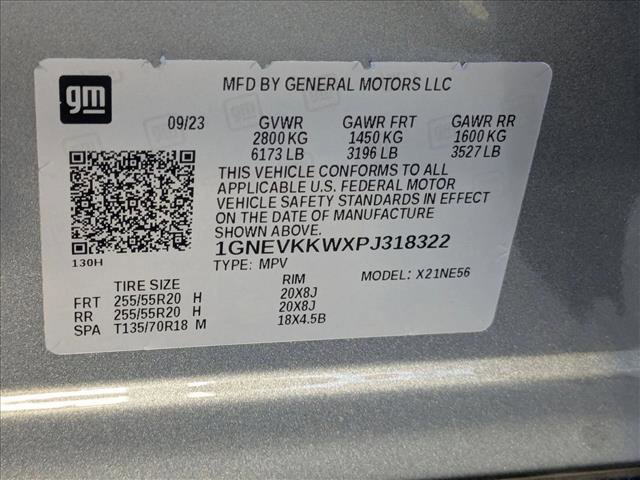 gm
MFD BY GENERAL MOTORS LLC
09/23 GVWR GAWR FRT GAWR RR
2800 KG 1450 KG 1600 KG
6173 LB 3196 LB 3527 LB
THIS VEHICLE CONFORMS TO ALL
APPLICABLE U.S. FEDERAL MOTOR
VEHICLE SAFETY STANDARDS IN EFFECT
ON THE DATE OF MANUFACTURE
SHOWN ABOVE.
130H
1GNEVKKWXPJ318322
TYPE: MPV MODEL: X21NE56
TIRE SIZE RIM
FRT 255/55R20 H 20X8J
RR 255/55R20 H 20X8J
SPA T135/70R18 M 18X4.5B